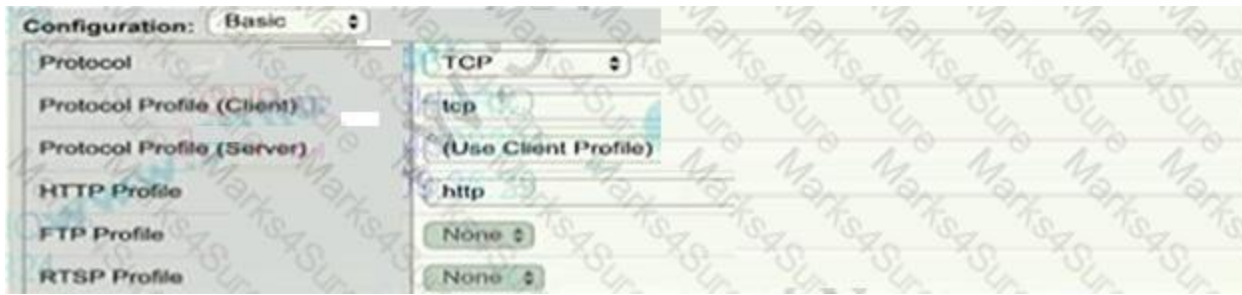 Configuration: Basic
Protocol TCP
Protocol Profile (Client) tcp
Protocol Profile (Server) (Use Client Profile)
HTTP Profile http
FTP Profile None
RTSP Profile None
Marks4Sure